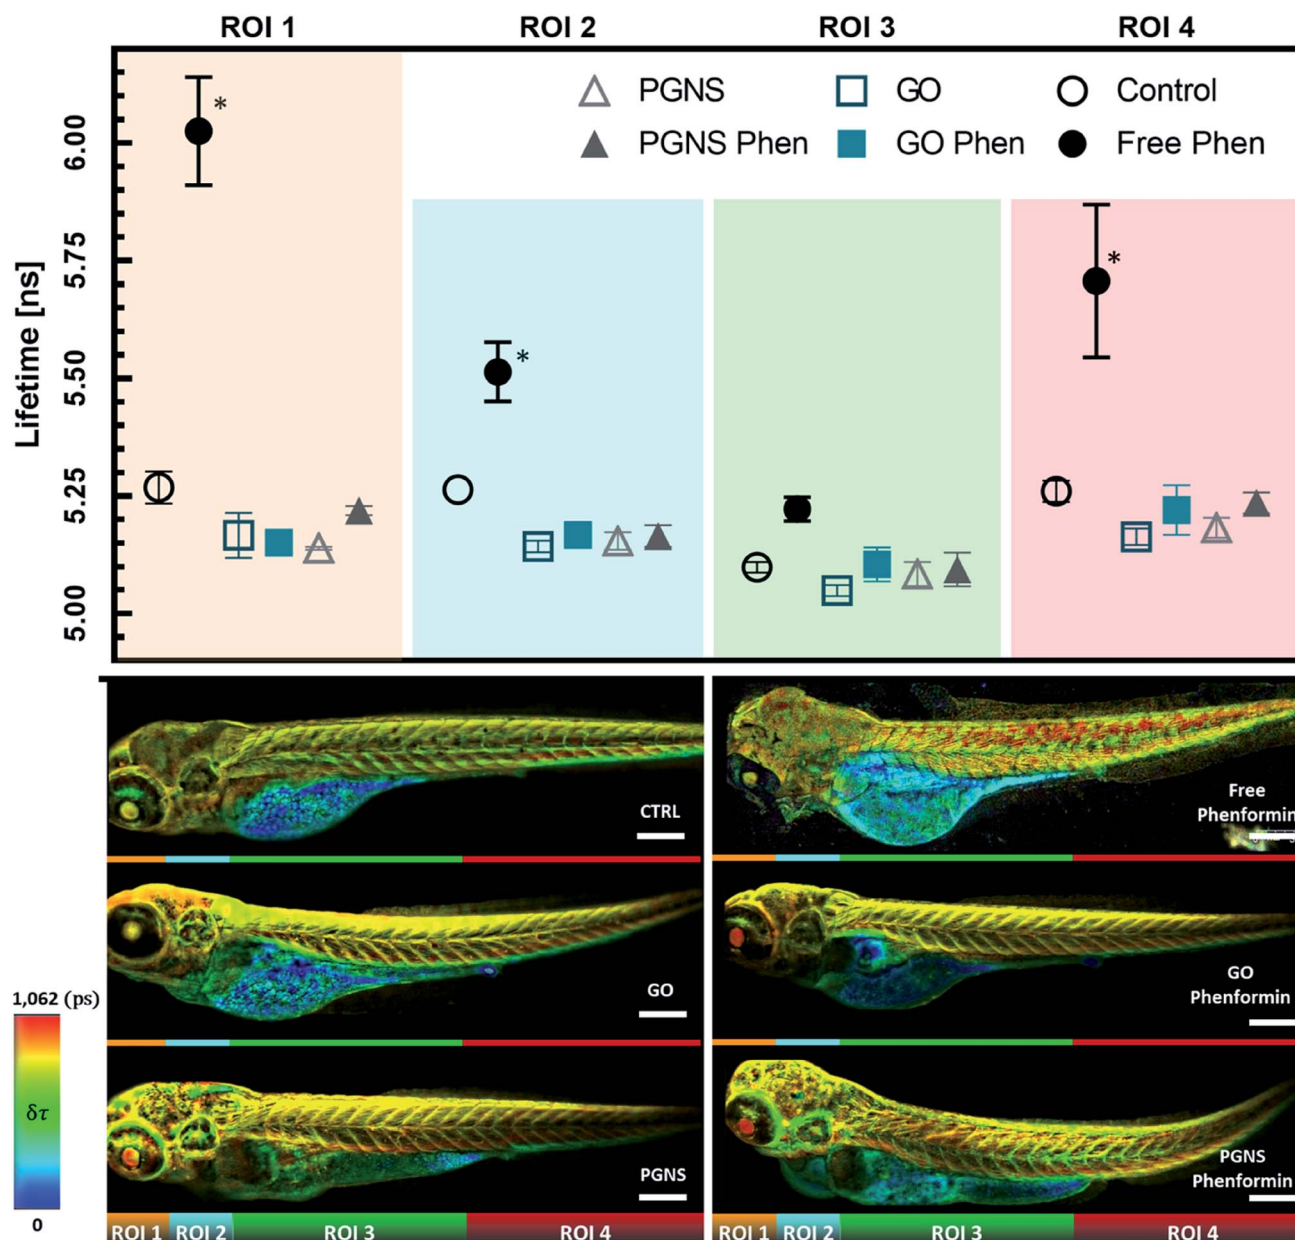 ROI 1 ROI 2 ROI 3 ROI 4
PGNS GO Control
PGNS Phen GO Phen Free Phen
Lifetime [ns]
6.00
5.75
5.50
5.25
5.00
*
*
*
CTRL
Free
Phenformin
GO
GO
Phenformin
PGNS
PGNS
Phenformin
1,062 (ps)
δτ
0
ROI 1 ROI 2 ROI 3 ROI 4
ROI 1 ROI 2 ROI 3 ROI 4